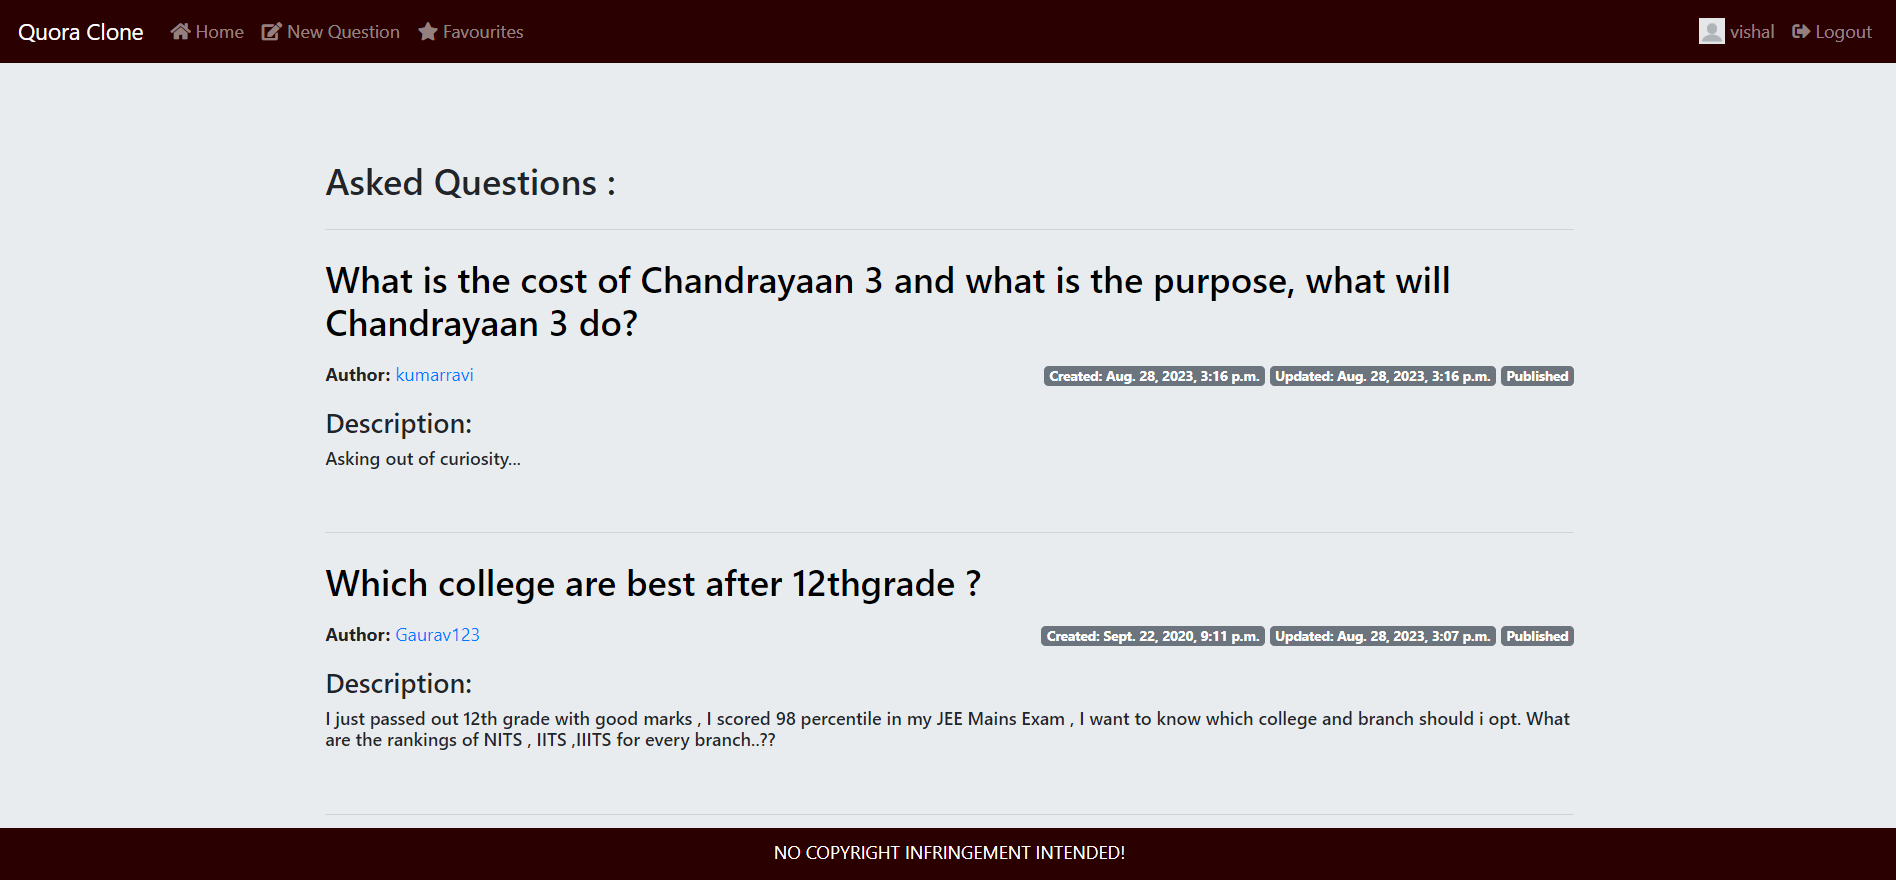 Quora Clone Home New Question Favourites vishal Logout
Asked Questions :
What is the cost of Chandrayaan 3 and what is the purpose, what will
Chandrayaan 3 do?
Author: kumarravi Created: Aug. 28, 2023, 3:16 p.m. Updated: Aug. 28, 2023, 3:16 p.m. Published
Description:
Asking out of curiosity...
Which college are best after 12thgrade ?
Author: Gaurav123 Created: Sept. 22, 2020, 9:11 p.m. Updated: Aug. 28, 2023, 3:07 p.m. Published
Description:
I just passed out 12th grade with good marks , I scored 98 percentile in my JEE Mains Exam , I want to know which college and branch should i opt. What
are the rankings of NITS , IITS ,IIITS for every branch..??
NO COPYRIGHT INFRINGEMENT INTENDED!